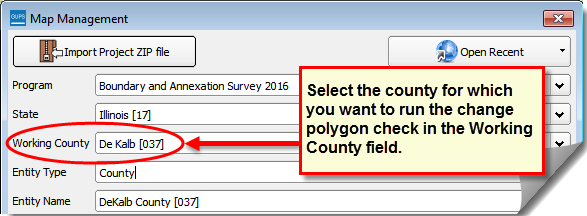 GUPS Map Management
Import Project ZIP file
Open Recent
Program Boundary and Annexation Survey 2016
State Illinois [17]
Working County De Kalb [037]
Entity Type County
Entity Name DeKalb County [037]
Select the county for which
you want to run the change
polygon check in the Working
County field.